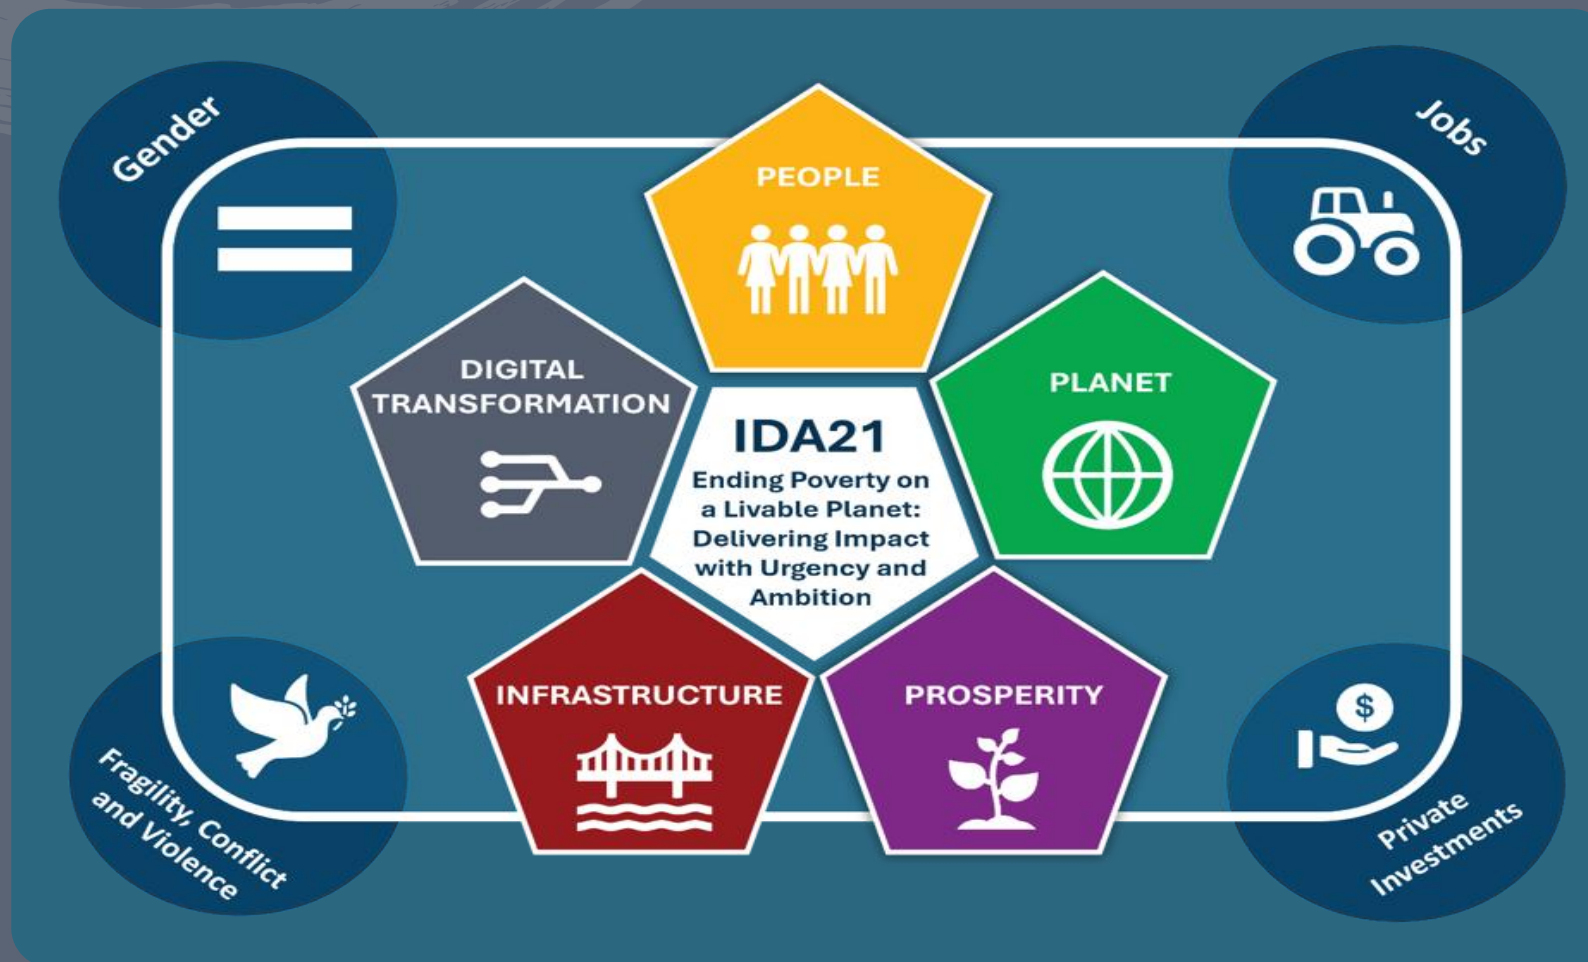 Gender
Jobs
PEOPLE
DIGITAL
TRANSFORMATION
PLANET
IDA21
Ending Poverty on
a Livable Planet:
Delivering Impact
with Urgency and
Ambition
INFRASTRUCTURE
PROSPERITY
$
Fragility, Conflict
and Violence
Private
Investments